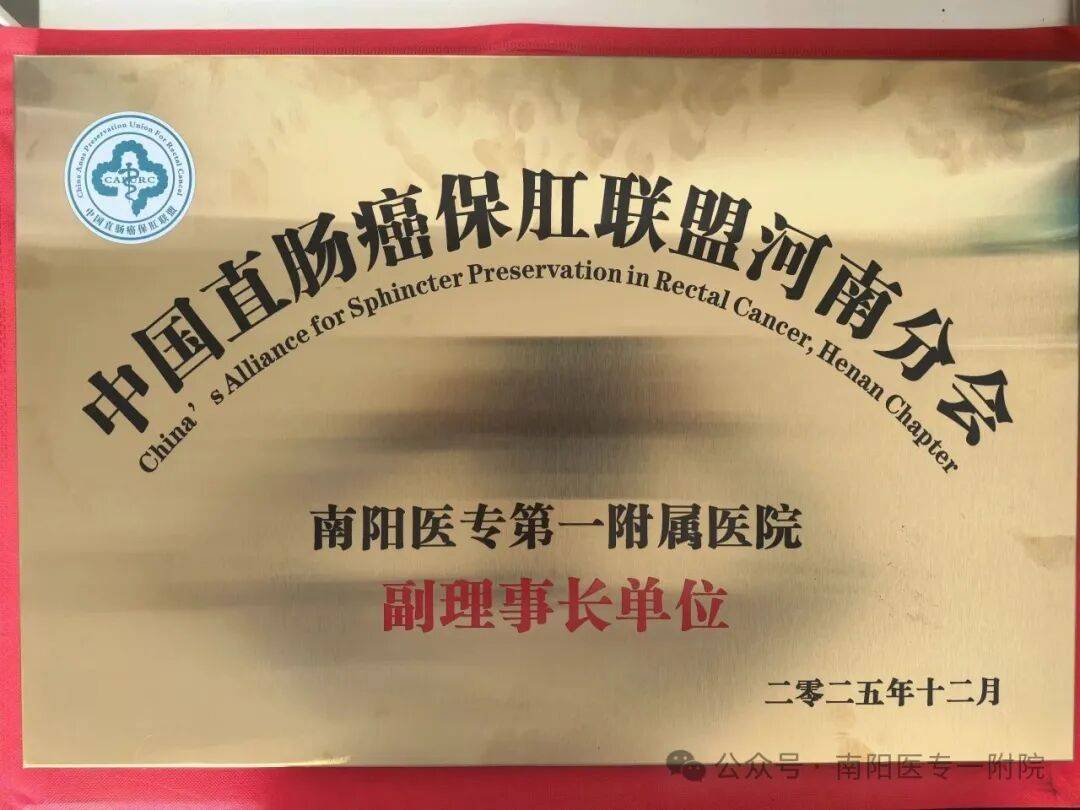 China Anus Preservation Union For Rectal Cancer
CAPURC
中国直肠癌保肛联盟
中国直肠癌保肛联盟河南分会
China's Alliance for Sphincter Preservation in Rectal Cancer, Henan Chapter
南阳医专第一附属医院
副理事长单位
二零二五年十二月
公众号·南阳医专一附院